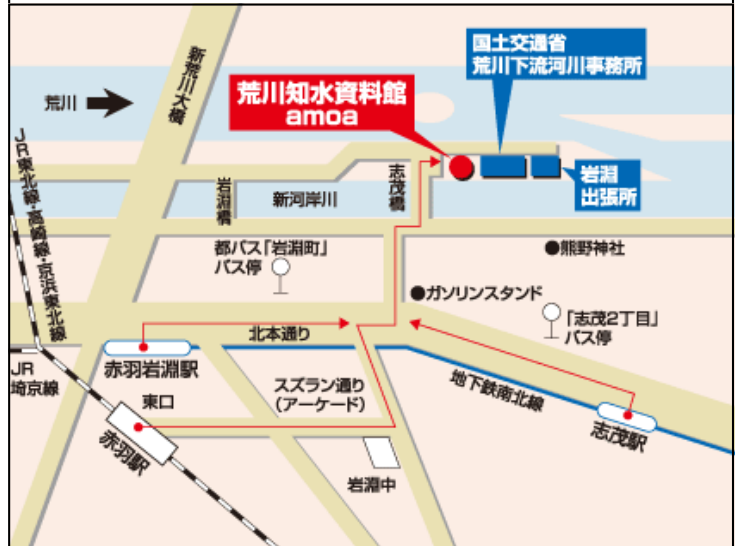 国土交通省
荒川下流河川事務所
新荒川大橋
荒川
荒川知水資料館
amoa
JR東北線・高崎線・京浜東北線
岩淵
出張所
岩淵橋
新河岸川
志茂橋
都バス「岩淵町」
バス停
熊野神社
ガソリンスタンド
「志茂2丁目」
バス停
北本通り
赤羽岩淵駅
JR
埼京線
東口
スズラン通り
(アーケード)
地下鉄南北線
赤羽駅
志茂駅
岩淵中